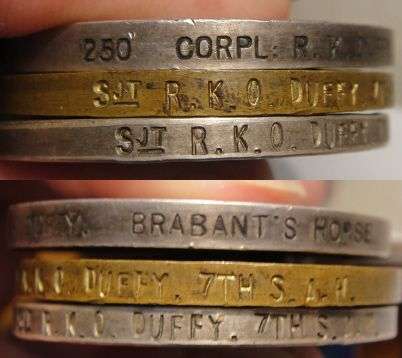 250 CORPL: R. K.
SJT R. K. O. DUFFY.
SJT R. K. O. DUFFY
BRABANT'S HORSE
K. O. DUFFY. 7TH S. A. H.
R. K. O. DUFFY. 7TH S.